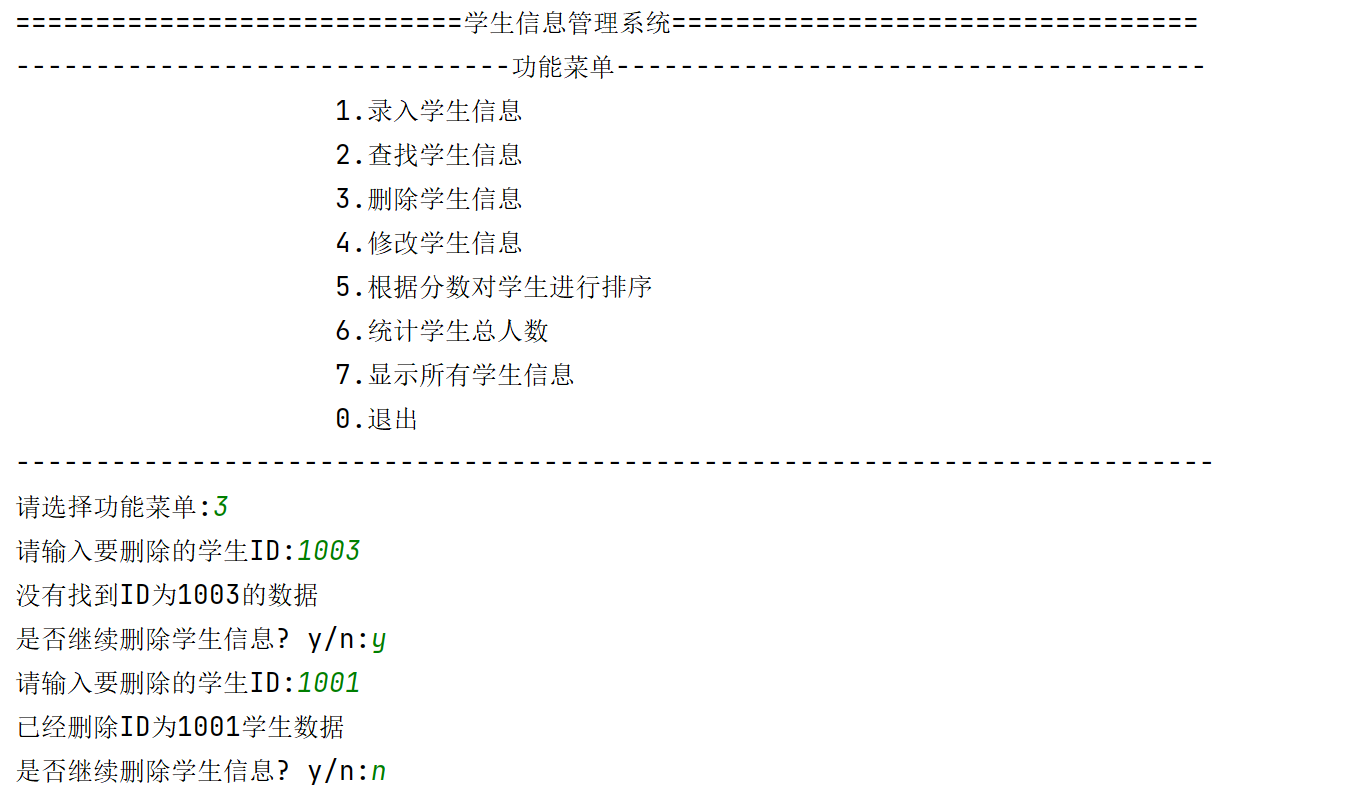 ============================学生信息管理系统=================================
-------------------------------功能菜单-------------------------------------
1.录入学生信息
2.查找学生信息
3.删除学生信息
4.修改学生信息
5.根据分数对学生进行排序
6.统计学生总人数
7.显示所有学生信息
0.退出
---------------------------------------------------------------------------
请选择功能菜单:3
请输入要删除的学生ID:1003
没有找到ID为1003的数据
是否继续删除学生信息? y/n:y
请输入要删除的学生ID:1001
已经删除ID为1001学生数据
是否继续删除学生信息? y/n:n